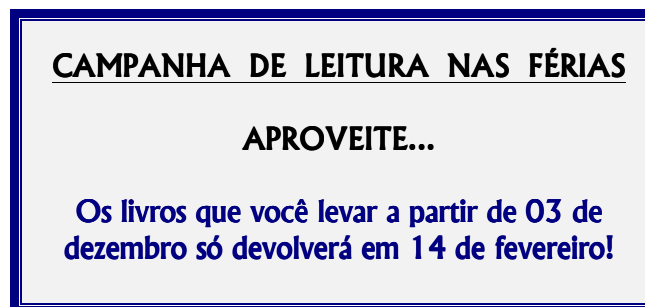 CAMPANHA DE LEITURA NAS FÉRIAS
APROVEITE...
Os livros que você levar a partir de 03 de
dezembro só devolverá em 14 de fevereiro!